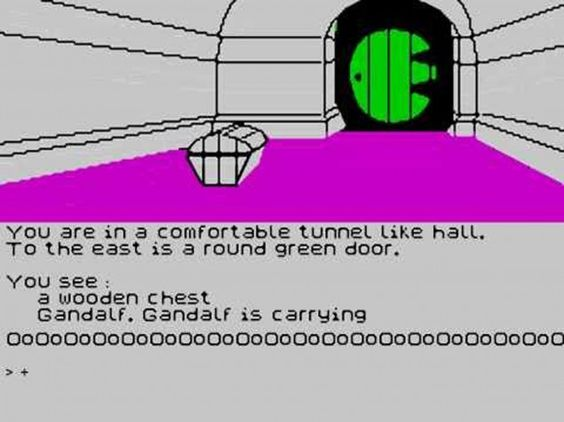 You are in a comfortable tunnel like hall.
To the east is a round green door.
You see :
a wooden chest
Gandalf. Gandalf is carrying
OoOoOoOoOoOoOoOoOoOoOoOoOoOoOoOoOoOoOoO
> +